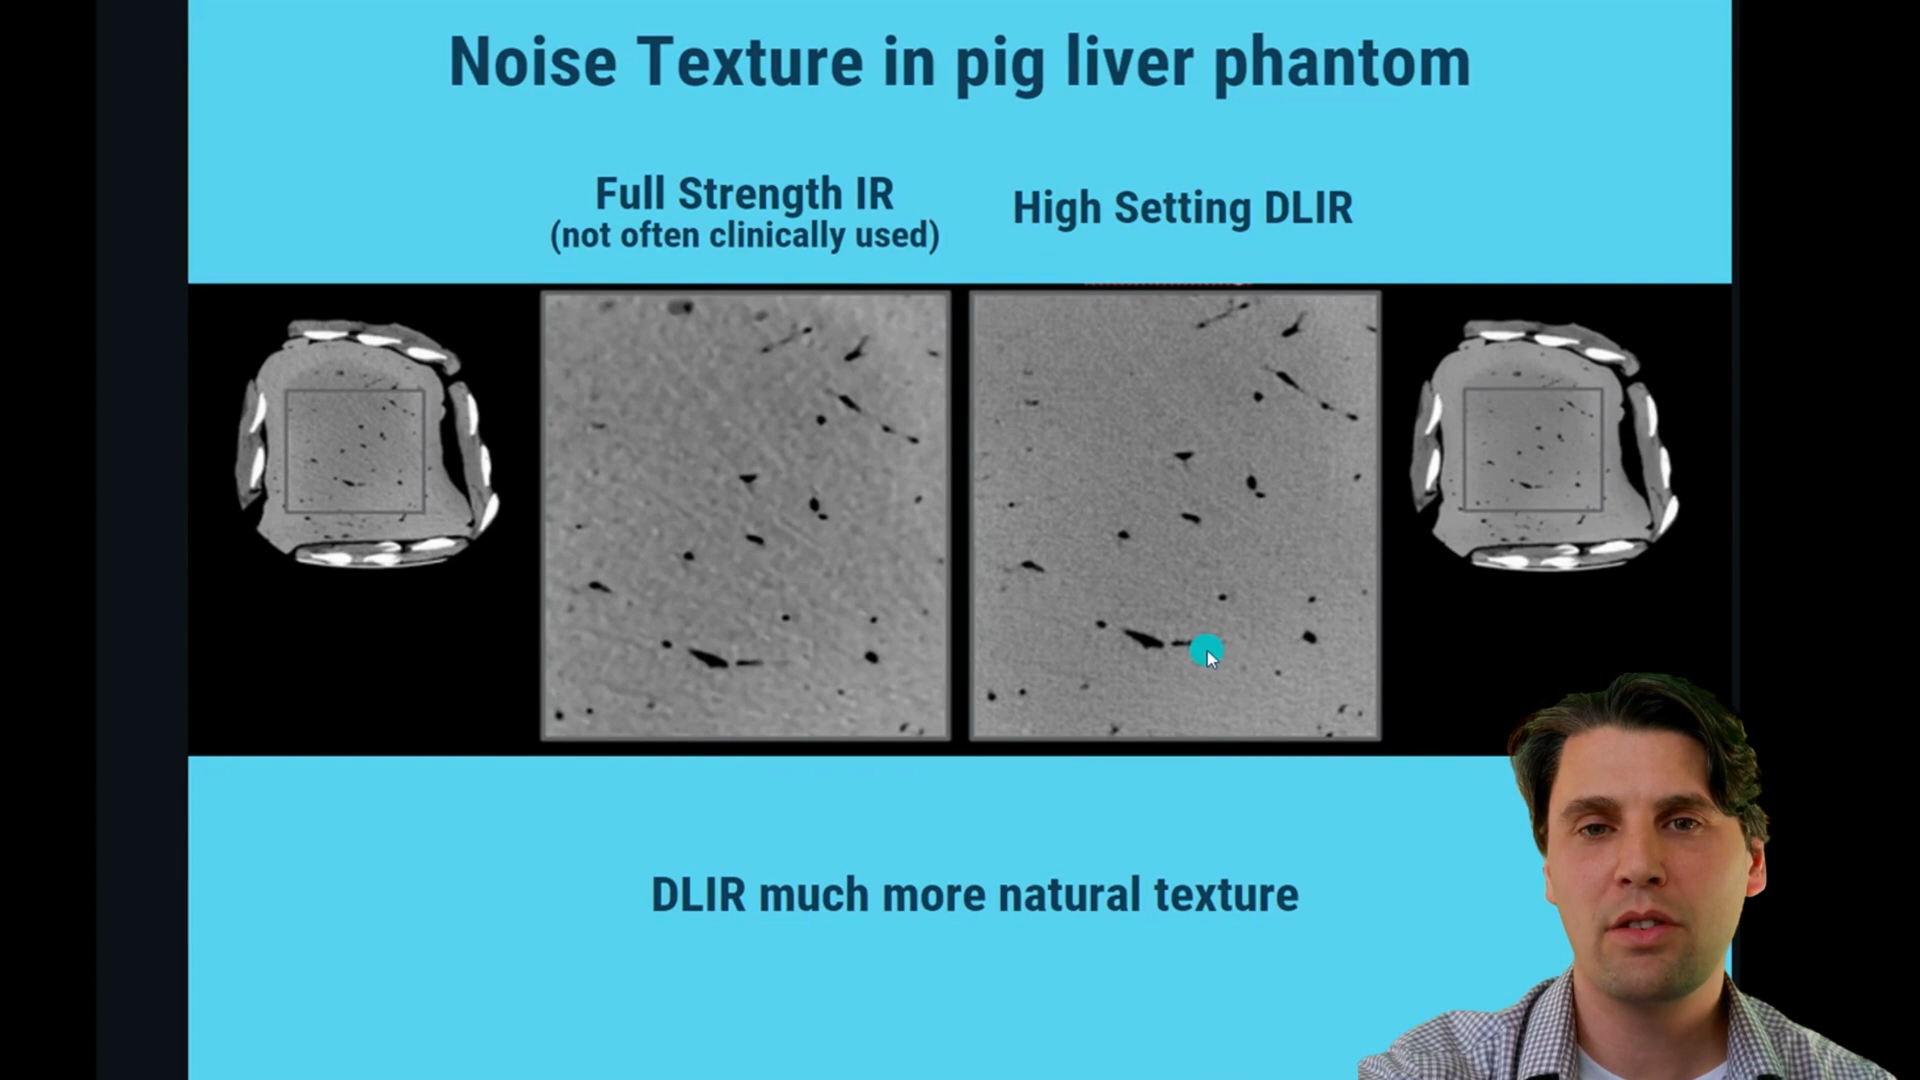 Noise Texture in pig liver phantom
Full Strength IR
(not often clinically used)
High Setting DLIR
DLIR much more natural texture